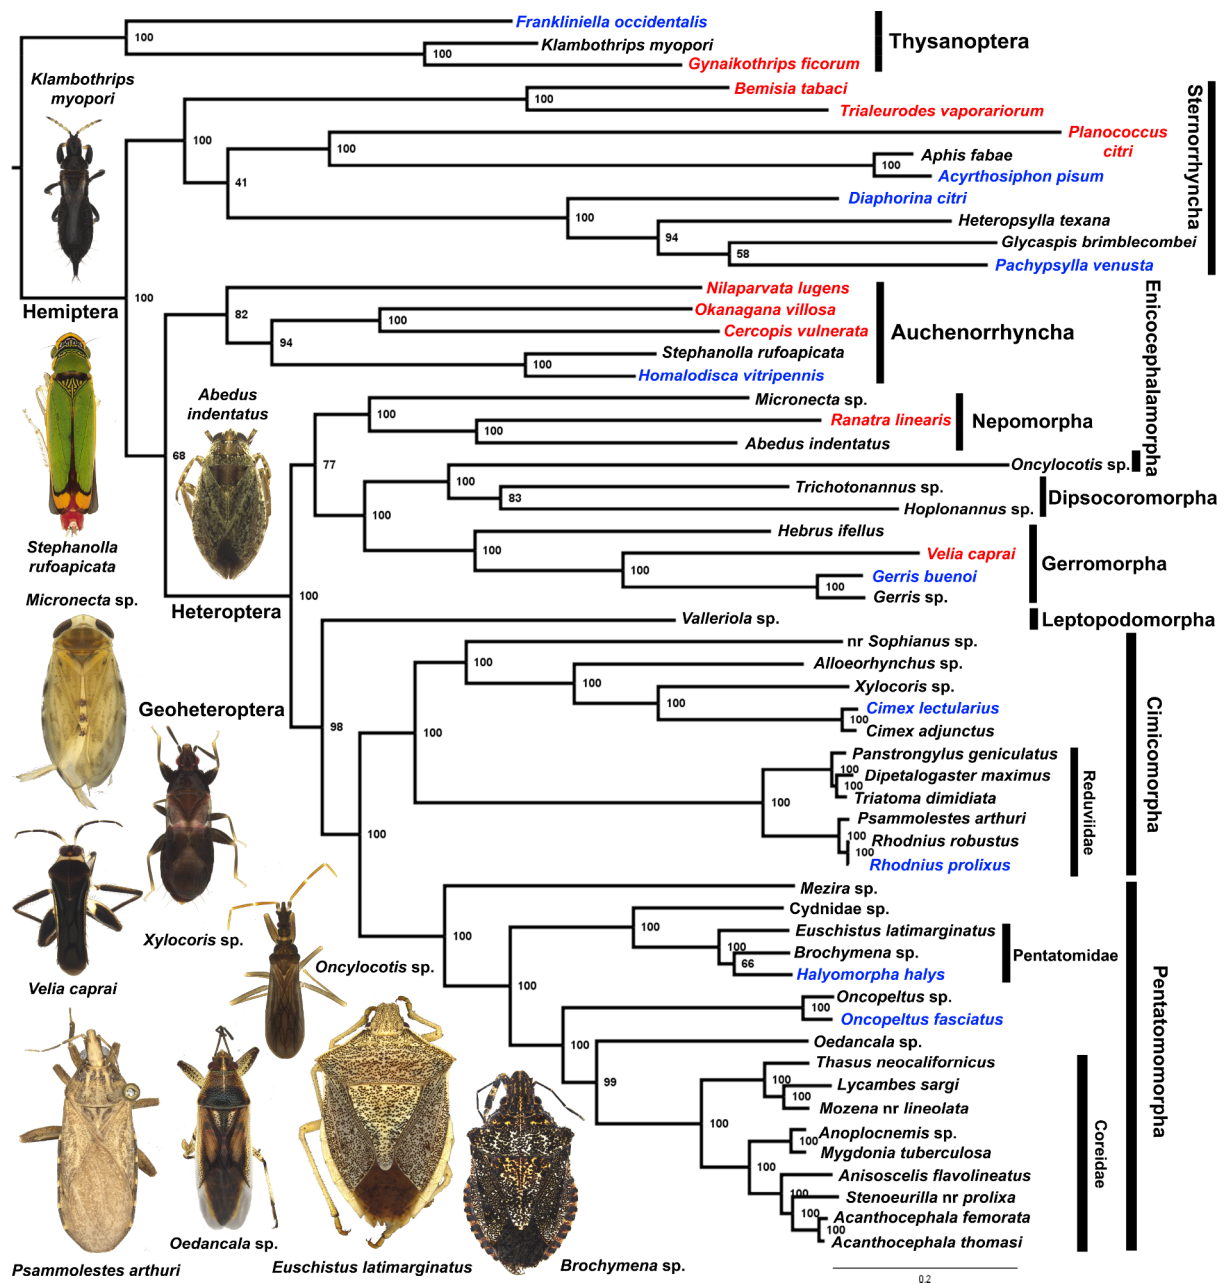 Frankliniella occidentalis
100
Klambothrips myopori
100
Gynaikothrips ficorum
Thysanoptera
Klambothrips
myopori
Bemisia tabaci
100
Trialeurodes vaporariorum
100
Planococcus
citri
100
Aphis fabae
100
Acyrthosiphon pisum
41
Diaphorina citri
100
Heteropsylla texana
94
Glycaspis brimblecombei
58
Pachypsylla venusta
Sternorrhyncha
Hemiptera
100
Nilaparvata lugens
82
Okanagana villosa
100
Cercopis vulnerata
94
Stephanolla rufoapicata
100
Homalodisca vitripennis
Auchenorrhyncha
Enicocephalamorpha
Abedus
indentatus
68
Micronecta sp.
100
Ranatra linearis
100
Abedus indentatus
Nepomorpha
77
Oncylocotis sp.
100
Trichotonannus sp.
83
Hoplonannus sp.
Dipsocoromorpha
100
Hebrus ifellus
100
Velia caprai
100
Gerris buenoi
100
Gerris sp.
Gerromorpha
Stephanolla
rufoapicata
Heteroptera
100
Micronecta sp.
Valleriola sp.
Leptopodomorpha
nr Sophianus sp.
100
Alloeorhynchus sp.
100
Xylocoris sp.
100
Cimex lectularius
100
Cimex adjunctus
Geoheteroptera
98
100
Panstrongylus geniculatus
100
Dipetalogaster maximus
100
Triatoma dimidiata
100
Psammolestes arthuri
100
Rhodnius robustus
100
Rhodnius prolixus
Reduviidae
Cimicomorpha
100
Mezira sp.
Cydnidae sp.
100
Euschistus latimarginatus
100
Brochymena sp.
66
Halyomorpha halys
Pentatomidae
100
Xylocoris sp.
Oncylocotis sp.
Velia caprai
100
Oncopeltus sp.
100
Oncopeltus fasciatus
100
Oedancala sp.
99
Thasus neocalifornicus
100
Lycambes sargi
100
Mozena nr lineolata
100
Anoplocnemis sp.
100
Mygdonia tuberculosa
100
Anisoscelis flavolineatus
100
Stenoeurilla nr prolixa
Acanthocephala femorata
100
Acanthocephala thomasi
Coreidae
Pentatomomorpha
Oedancala sp.
Psammolestes arthuri
Euschistus latimarginatus
Brochymena sp.
0.2